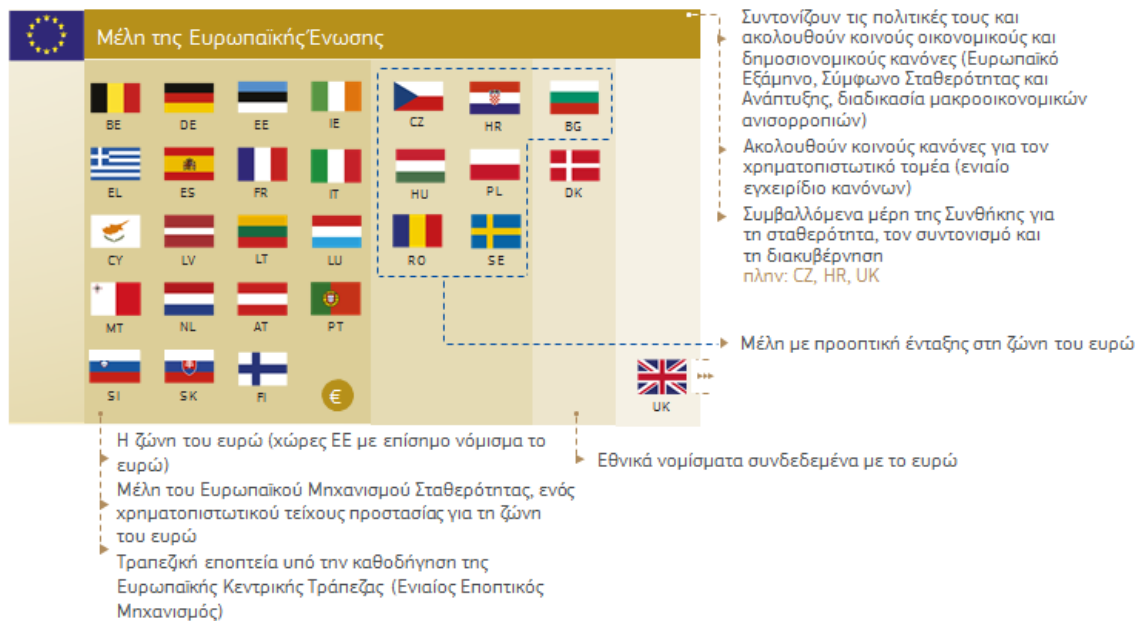 Μέλη της Ευρωπαϊκής Ένωσης
BE
DE
EE
IE
CZ
HR
BG
EL
ES
FR
IT
HU
PL
DK
CY
LV
LT
LU
RO
SE
MT
NL
AT
PT
SI
SK
FI
€
UK
Συντονίζουν τις πολιτικές τους και
ακολουθούν κοινούς οικονομικούς και
δημοσιονομικούς κανόνες (Ευρωπαϊκό
Εξάμηνο, Σύμφωνο Σταθερότητας και
Ανάπτυξης, διαδικασία μακροοικονομικών
ανισορροπιών)
Ακολουθούν κοινούς κανόνες για τον
χρηματοπιστωτικό τομέα (ενιαίο
εγχειρίδιο κανόνων)
Συμβαλλόμενα μέρη της Συνθήκης για
τη σταθερότητα, τον συντονισμό και
τη διακυβέρνηση
πλην: CZ, HR, UK
Μέλη με προοπτική ένταξης στη ζώνη του ευρώ
Η ζώνη του ευρώ (χώρες ΕΕ με επίσημο νόμισμα το
ευρώ)
Μέλη του Ευρωπαϊκού Μηχανισμού Σταθερότητας, ενός
χρηματοπιστωτικού τείχους προστασίας για τη ζώνη
του ευρώ
Τραπεζική εποπτεία υπό την καθοδήγηση της
Ευρωπαϊκής Κεντρικής Τράπεζας (Ενιαίος Εποπτικός
Μηχανισμός)
Εθνικά νομίσματα συνδεδεμένα με το ευρώ